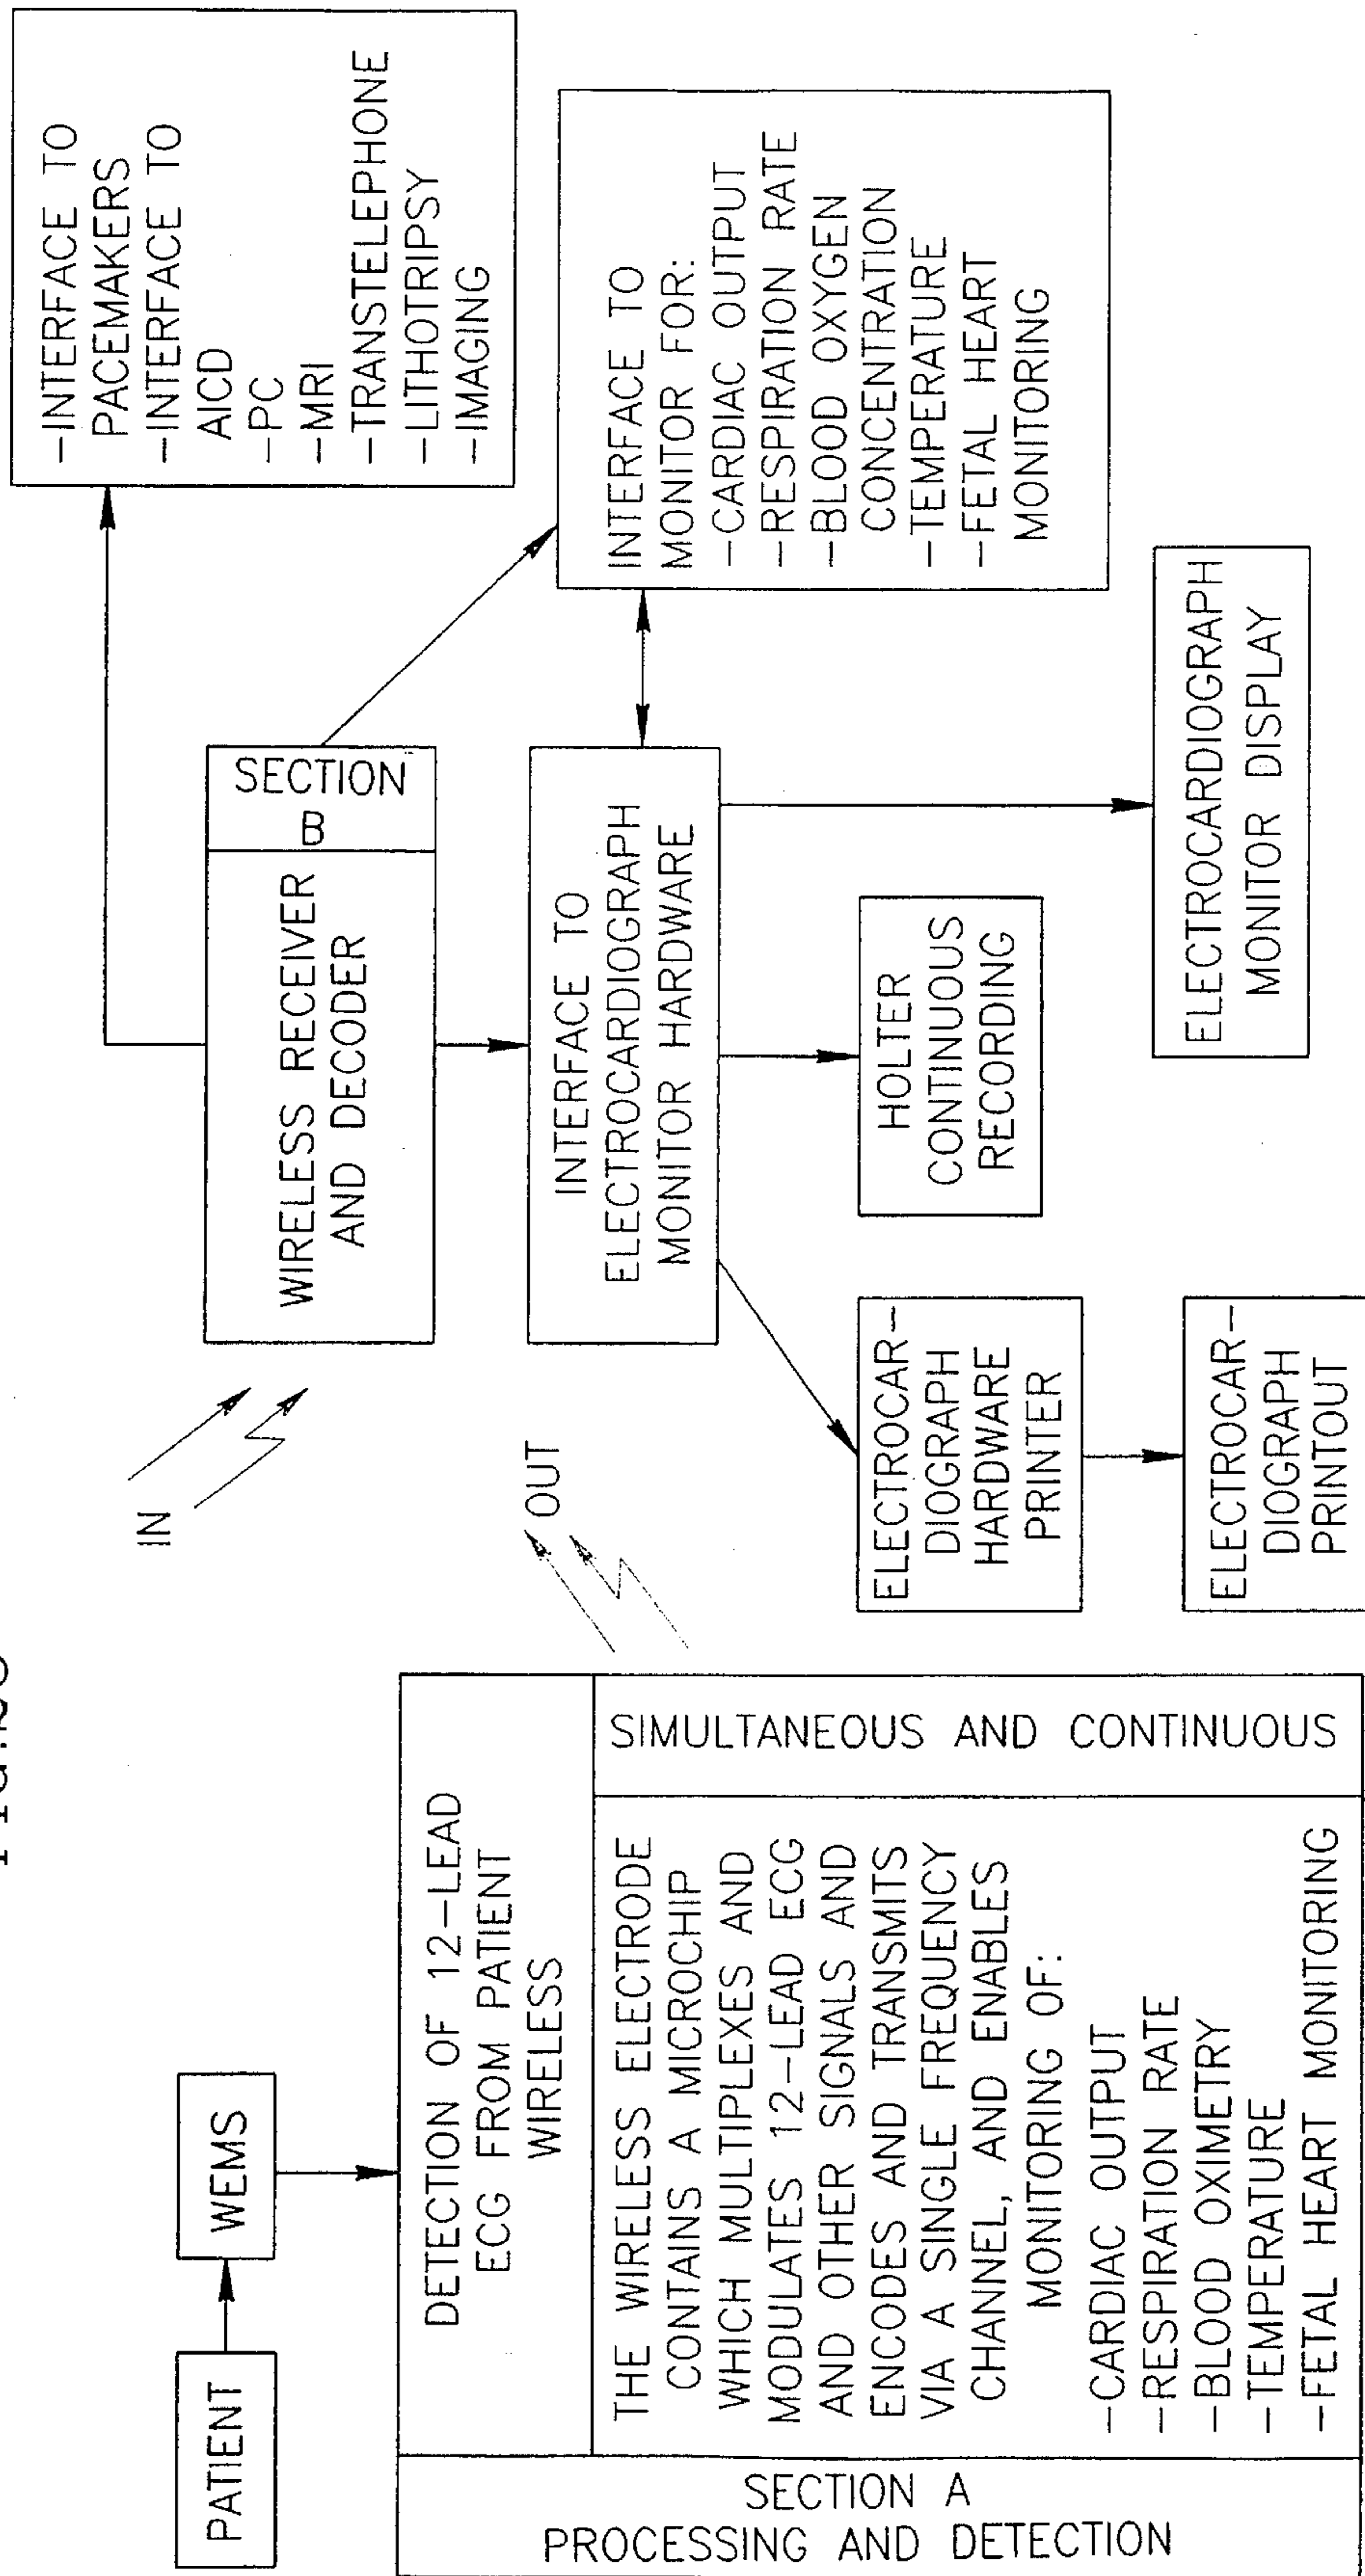 PATIENT
WEMS
DETECTION OF 12-LEAD
ECG FROM PATIENT
WIRELESS
SECTION A
PROCESSING AND DETECTION
THE WIRELESS ELECTRODE
CONTAINS A MICROCHIP
WHICH MULTIPLEXES AND
MODULATES 12-LEAD ECG
AND OTHER SIGNALS AND
ENCODES AND TRANSMITS
VIA A SINGLE FREQUENCY
CHANNEL, AND ENABLES
MONITORING OF:
-CARDIAC OUTPUT
-RESPIRATION RATE
-BLOOD OXIMETRY
-TEMPERATURE
-FETAL HEART MONITORING
SIMULTANEOUS AND CONTINUOUS
OUT
IN
WIRELESS RECEIVER
AND DECODER
SECTION
B
INTERFACE TO
ELECTROCARDIOGRAPH
MONITOR HARDWARE
ELECTROCAR-
DIOGRAPH
HARDWARE
PRINTER
ELECTROCAR-
DIOGRAPH
PRINTOUT
HOLTER
CONTINUOUS
RECORDING
ELECTROCARDIOGRAPH
MONITOR DISPLAY
-INTERFACE TO
PACEMAKERS
-INTERFACE TO
AICD
-PC
-MRI
-TRANSTELEPHONE
-LITHOTRIPSY
-IMAGING
INTERFACE TO
MONITOR FOR:
-CARDIAC OUTPUT
-RESPIRATION RATE
-BLOOD OXYGEN
CONCENTRATION
-TEMPERATURE
-FETAL HEART
MONITORING